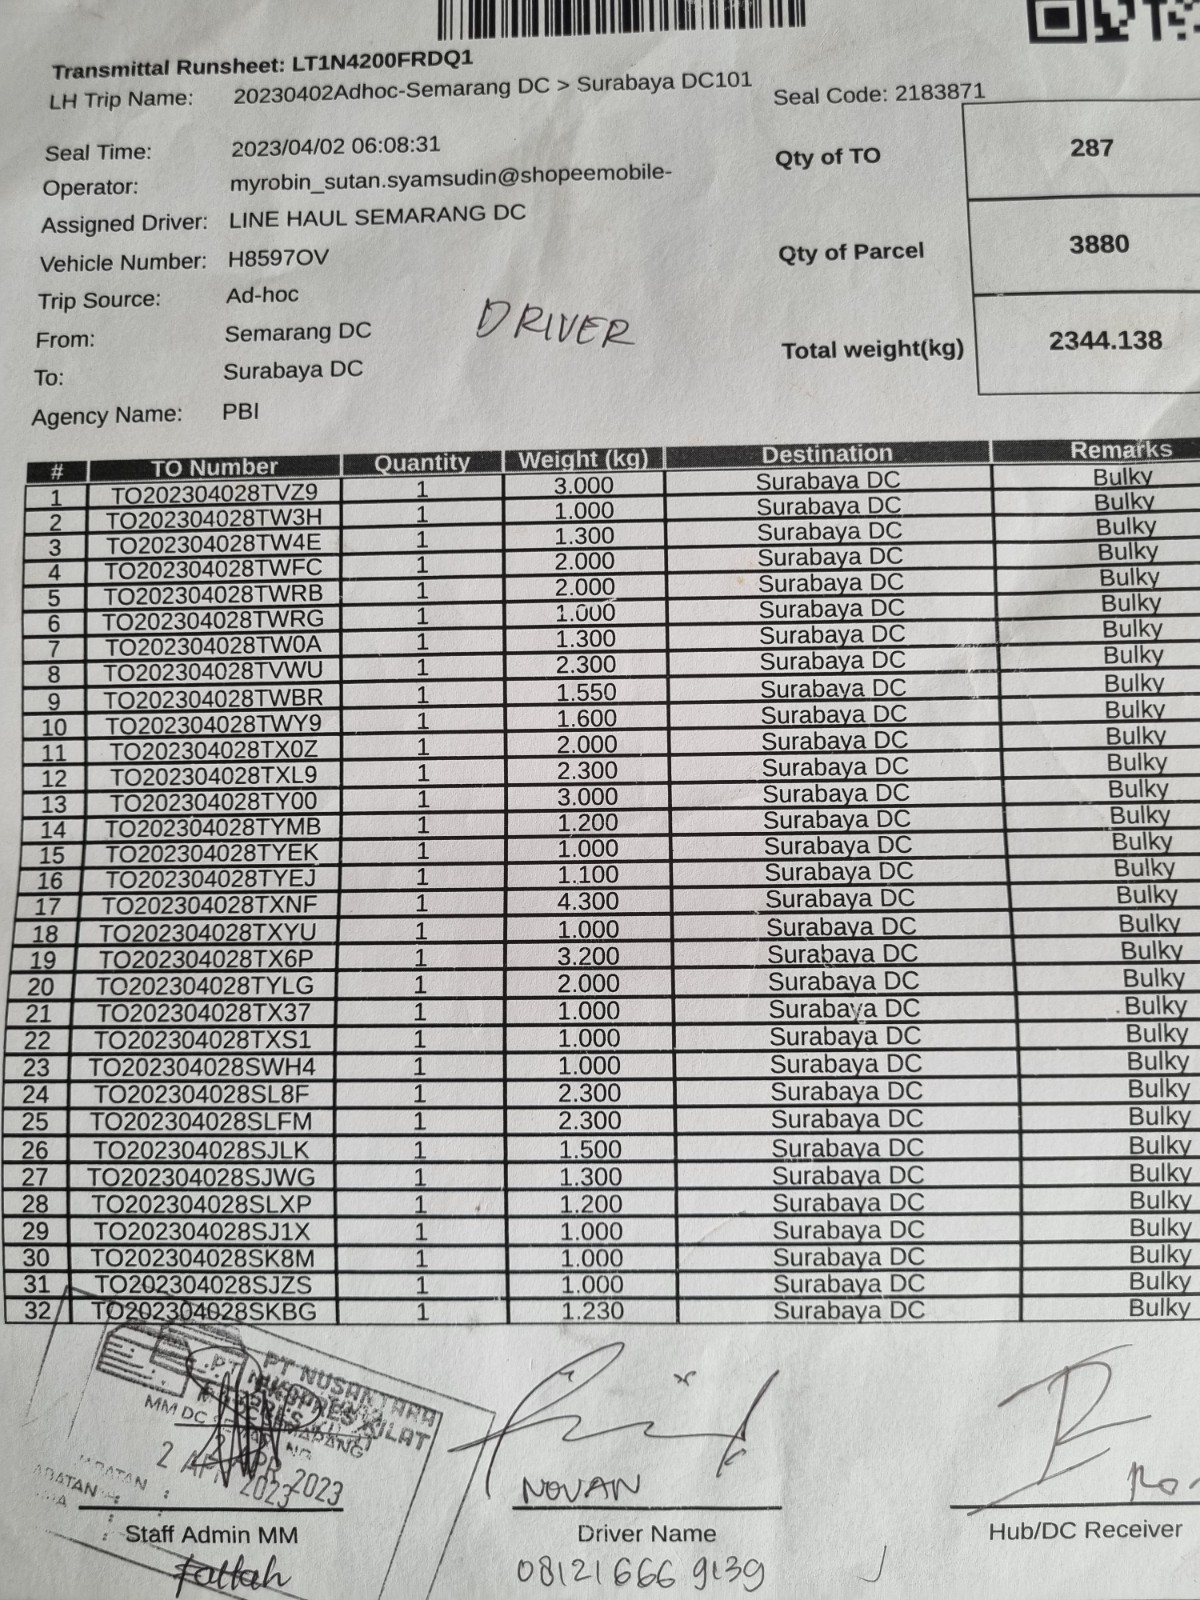 Transmittal Runsheet: LT1N4200FRDQ1
LH Trip Name: 20230402Adhoc-Semarang DC > Surabaya DC101
Seal Code: 2183871
Seal Time: 2023/04/02 06:08:31
Qty of TO 287
Operator: myrobin_sutan.syamsudin@shopeemobile-
Assigned Driver: LINE HAUL SEMARANG DC
Vehicle Number: H8597OV
Qty of Parcel 3880
Trip Source: Ad-hoc
From: Semarang DC
DRIVER
Total weight(kg) 2344.138
To: Surabaya DC
Agency Name: PBI
# TO Number Quantity Weight (kg) Destination Remarks
1 TO202304028TVZ9 1 3.000 Surabaya DC Bulky
2 TO202304028TW3H 1 1.000 Surabaya DC Bulky
3 TO202304028TW4E 1 1.300 Surabaya DC Bulky
4 TO202304028TWFC 1 2.000 Surabaya DC Bulky
5 TO202304028TWRB 1 2.000 Surabaya DC Bulky
6 TO202304028TWRG 1 1.000 Surabaya DC Bulky
7 TO202304028TW0A 1 1.300 Surabaya DC Bulky
8 TO202304028TVWU 1 2.300 Surabaya DC Bulky
9 TO202304028TWBR 1 1.550 Surabaya DC Bulky
10 TO202304028TWY9 1 1.600 Surabaya DC Bulky
11 TO202304028TX0Z 1 2.000 Surabaya DC Bulky
12 TO202304028TXL9 1 2.300 Surabaya DC Bulky
13 TO202304028TY00 1 3.000 Surabaya DC Bulky
14 TO202304028TYMB 1 1.200 Surabaya DC Bulky
15 TO202304028TYEK 1 1.000 Surabaya DC Bulky
16 TO202304028TYEJ 1 1.100 Surabaya DC Bulky
17 TO202304028TXNF 1 4.300 Surabaya DC Bulky
18 TO202304028TXYU 1 1.000 Surabaya DC Bulky
19 TO202304028TX6P 1 3.200 Surabaya DC Bulky
20 TO202304028TYLG 1 2.000 Surabaya DC Bulky
21 TO202304028TX37 1 1.000 Surabaya DC Bulky
22 TO202304028TXS1 1 1.000 Surabaya DC Bulky
23 TO202304028SWH4 1 1.000 Surabaya DC Bulky
24 TO202304028SL8F 1 2.300 Surabaya DC Bulky
25 TO202304028SLFM 1 2.300 Surabaya DC Bulky
26 TO202304028SJLK 1 1.500 Surabaya DC Bulky
27 TO202304028SJWG 1 1.300 Surabaya DC Bulky
28 TO202304028SLXP 1 1.200 Surabaya DC Bulky
29 TO202304028SJ1X 1 1.000 Surabaya DC Bulky
30 TO202304028SK8M 1 1.000 Surabaya DC Bulky
31 TO202304028SJZS 1 1.000 Surabaya DC Bulky
32 TO202304028SKBG 1 1.230 Surabaya DC Bulky
PT NUSANTARA
MM DC SEMARANG
2 APR 2023
NOVAN
Staff Admin MM Driver Name Hub/DC Receiver
Fattah 08121666 9139